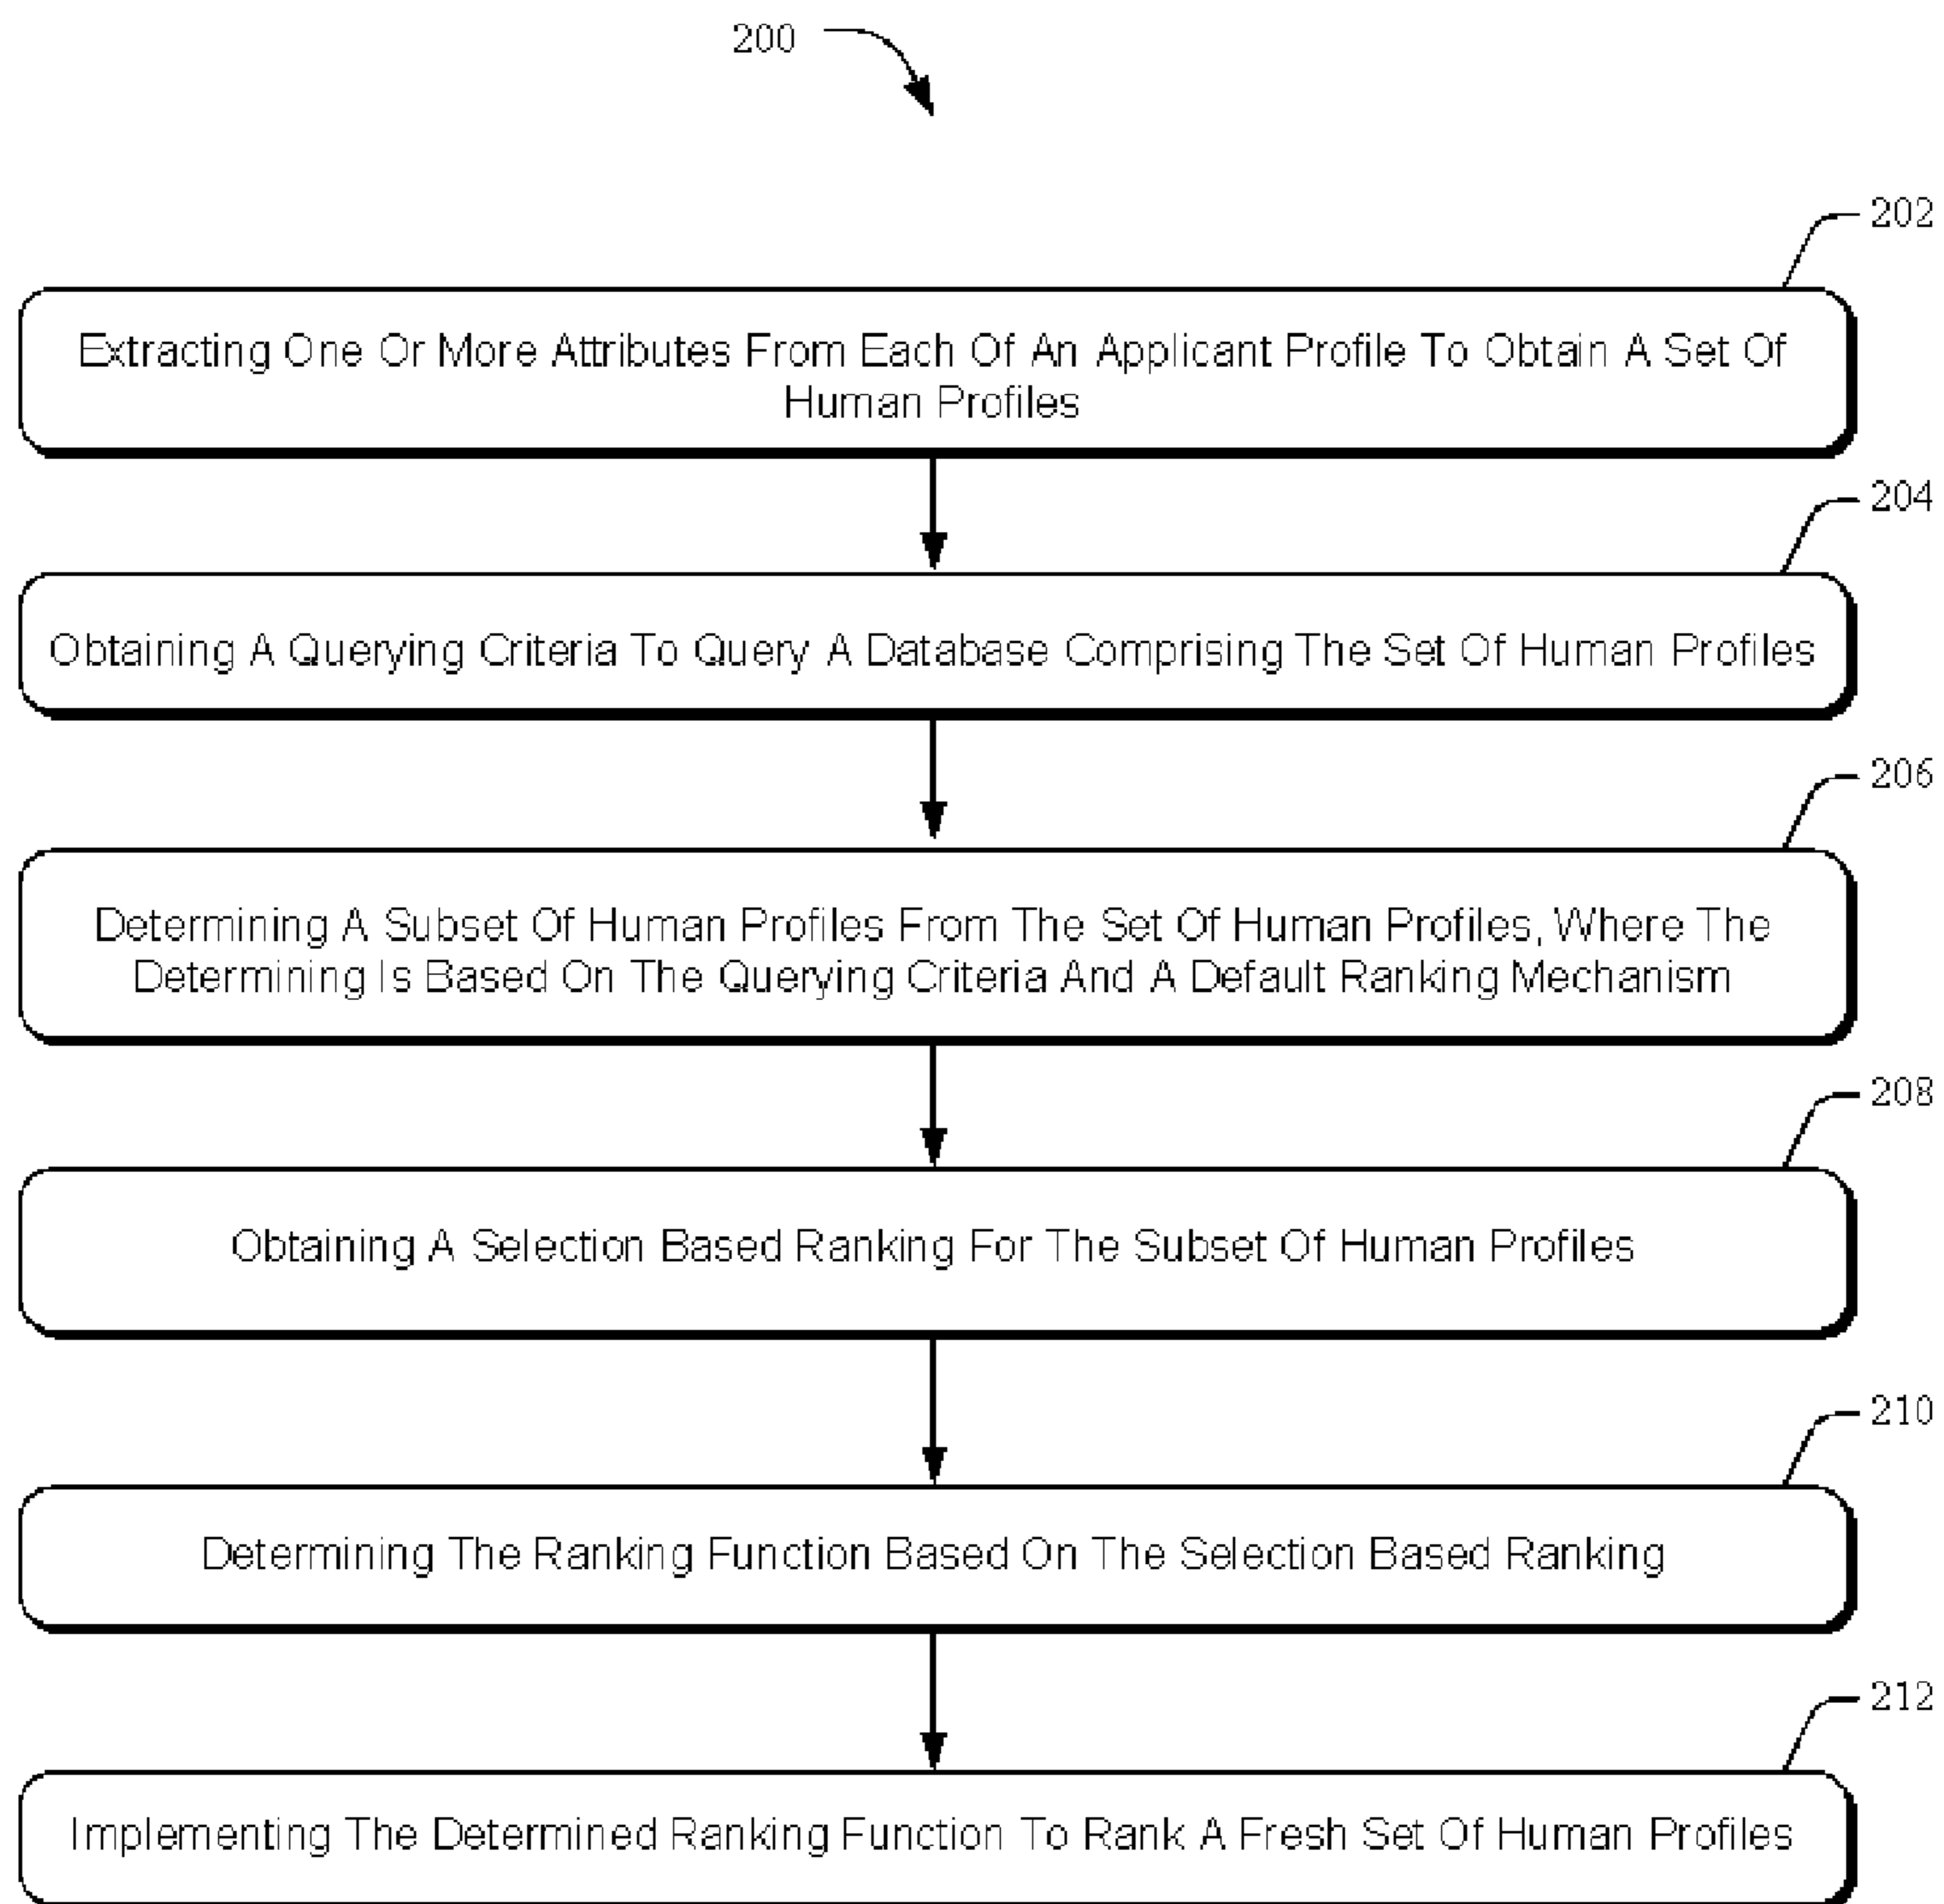 200
202
Extracting One Or More Attributes From Each Of An Applicant Profile To Obtain A Set Of
Human Profiles
204
Obtaining A Querying Criteria To Query A Database Comprising The Set Of Human Profiles
206
Determining A Subset Of Human Profiles From The Set Of Human Profiles, Where The
Determining Is Based On The Querying Criteria And A Default Ranking Mechanism
208
Obtaining A Selection Based Ranking For The Subset Of Human Profiles
210
Determining The Ranking Function Based On The Selection Based Ranking
212
Implementing The Determined Ranking Function To Rank A Fresh Set Of Human Profiles